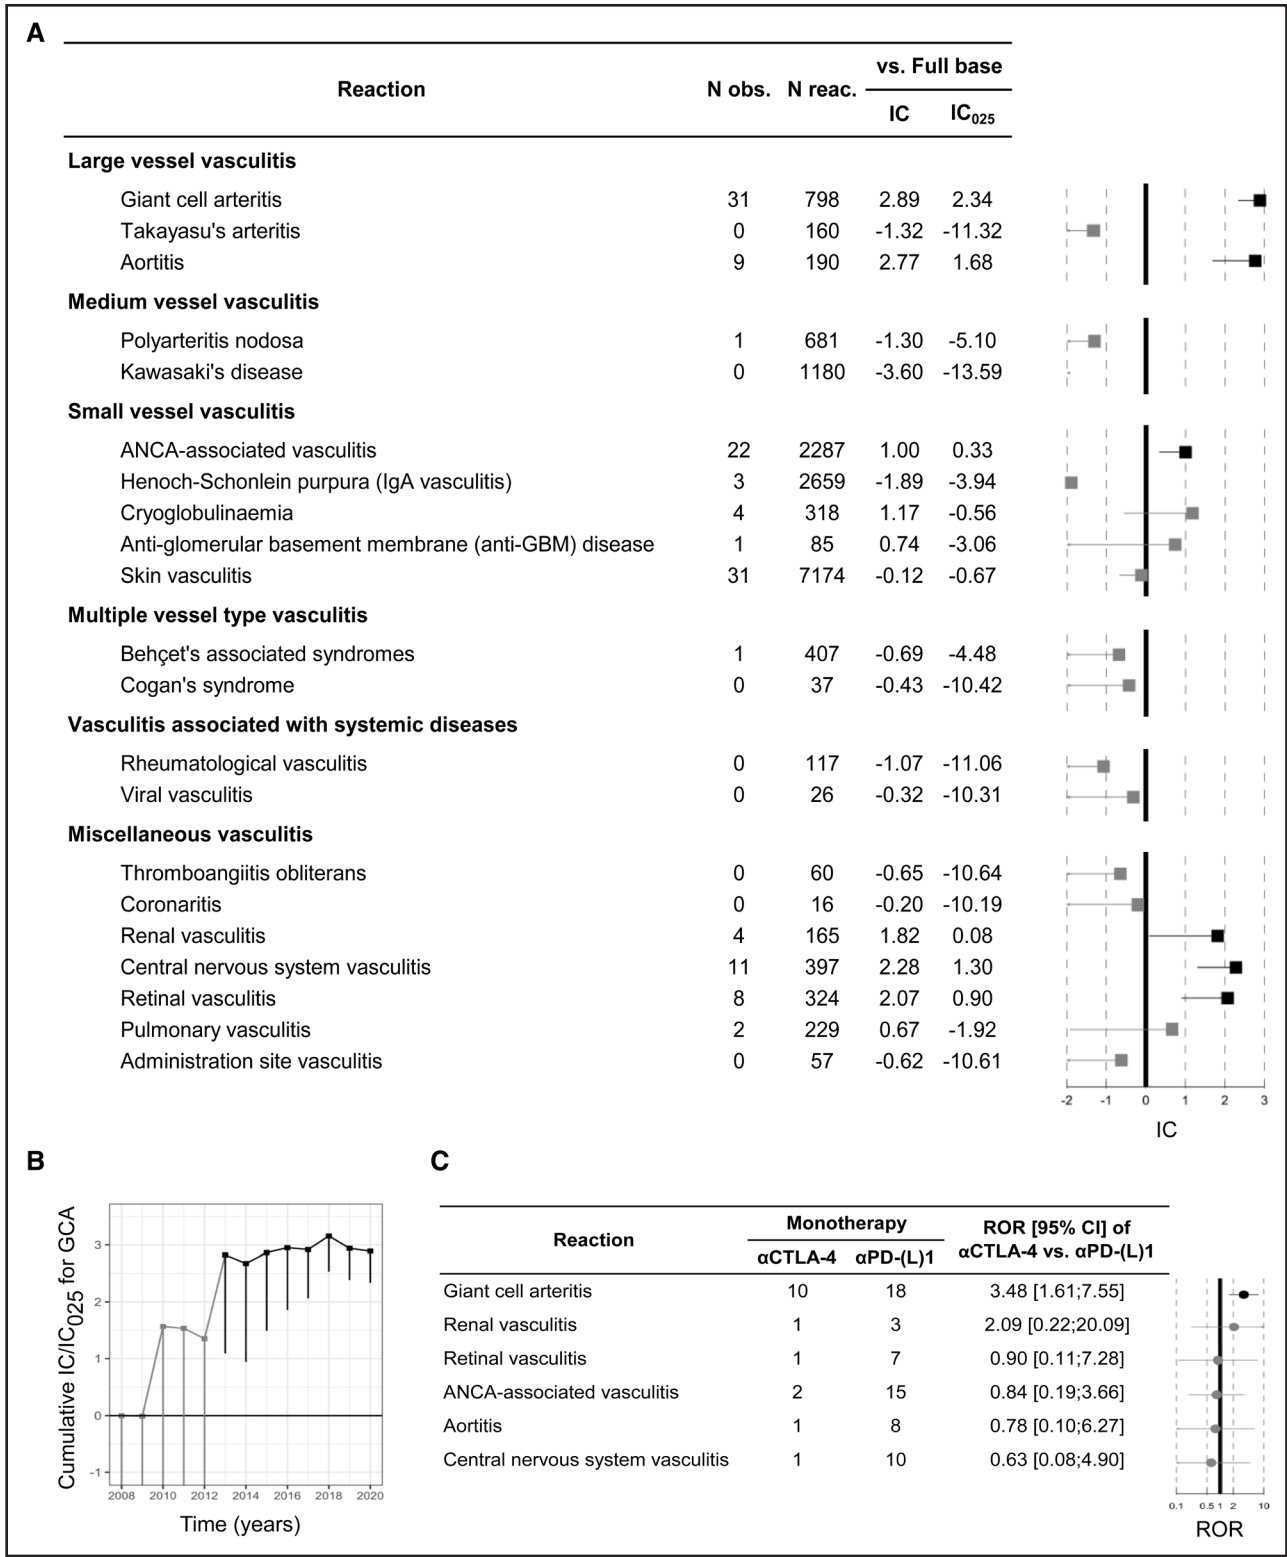 A
Reaction N obs. N reac. vs. Full base
IC IC025
Large vessel vasculitis
Giant cell arteritis 31 798 2.89 2.34
Takayasu's arteritis 0 160 -1.32 -11.32
Aortitis 9 190 2.77 1.68
Medium vessel vasculitis
Polyarteritis nodosa 1 681 -1.30 -5.10
Kawasaki's disease 0 1180 -3.60 -13.59
Small vessel vasculitis
ANCA-associated vasculitis 22 2287 1.00 0.33
Henoch-Schonlein purpura (IgA vasculitis) 3 2659 -1.89 -3.94
Cryoglobulinaemia 4 318 1.17 -0.56
Anti-glomerular basement membrane (anti-GBM) disease 1 85 0.74 -3.06
Skin vasculitis 31 7174 -0.12 -0.67
Multiple vessel type vasculitis
Behçet's associated syndromes 1 407 -0.69 -4.48
Cogan's syndrome 0 37 -0.43 -10.42
Vasculitis associated with systemic diseases
Rheumatological vasculitis 0 117 -1.07 -11.06
Viral vasculitis 0 26 -0.32 -10.31
Miscellaneous vasculitis
Thromboangiitis obliterans 0 60 -0.65 -10.64
Coronaritis 0 16 -0.20 -10.19
Renal vasculitis 4 165 1.82 0.08
Central nervous system vasculitis 11 397 2.28 1.30
Retinal vasculitis 8 324 2.07 0.90
Pulmonary vasculitis 2 229 0.67 -1.92
Administration site vasculitis 0 57 -0.62 -10.61
-2 -1 0 1 2 3
IC
B
Cumulative IC/IC025 for GCA
3
2
1
0
-1
2008 2010 2012 2014 2016 2018 2020
Time (years)
C
Reaction Monotherapy ROR [95% CI] of
αCTLA-4 αPD-(L)1 αCTLA-4 vs. αPD-(L)1
Giant cell arteritis 10 18 3.48 [1.61;7.55]
Renal vasculitis 1 3 2.09 [0.22;20.09]
Retinal vasculitis 1 7 0.90 [0.11;7.28]
ANCA-associated vasculitis 2 15 0.84 [0.19;3.66]
Aortitis 1 8 0.78 [0.10;6.27]
Central nervous system vasculitis 1 10 0.63 [0.08;4.90]
0.1 0.5 1 2 10
ROR